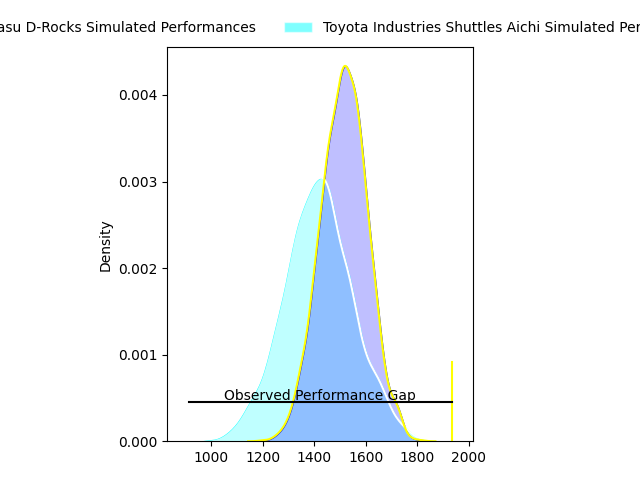 asu D-Rocks Simulated Performances
Toyota Industries Shuttles Aichi Simulated Per
0.004
0.003
0.002
0.001
0.000
Density
Observed Performance Gap
1000
1200
1400
1600
1800
2000